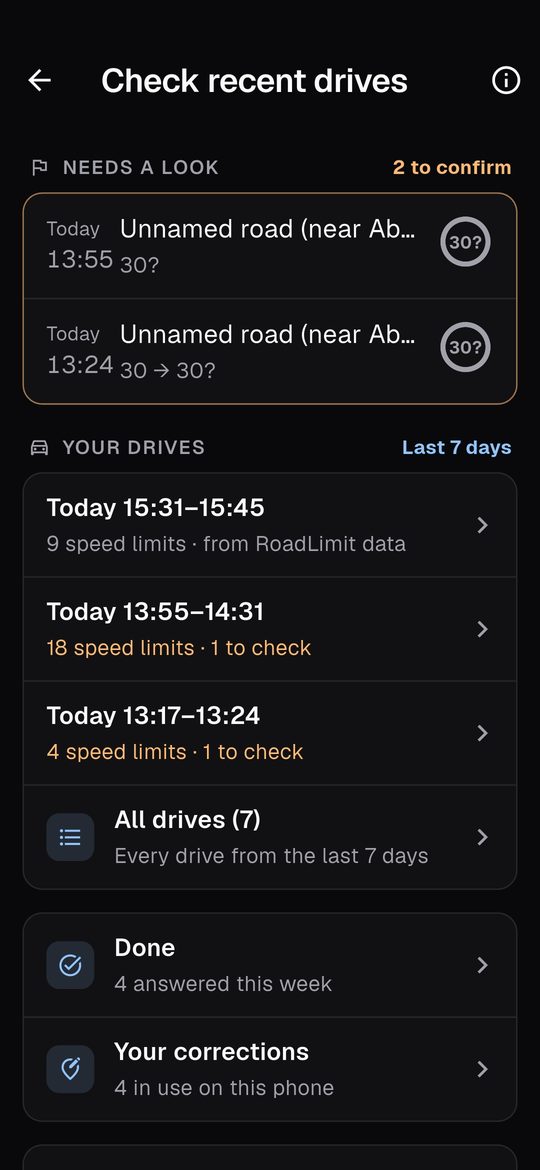 Check recent drives
NEEDS A LOOK
2 to confirm
Today
Unnamed road (near Ab...
13:55
30?
30?
Today
Unnamed road (near Ab...
13:24
30 → 30?
30?
YOUR DRIVES
Last 7 days
Today 15:31–15:45
9 speed limits · from RoadLimit data
Today 13:55–14:31
18 speed limits · 1 to check
Today 13:17–13:24
4 speed limits · 1 to check
All drives (7)
Every drive from the last 7 days
Done
4 answered this week
Your corrections
4 in use on this phone